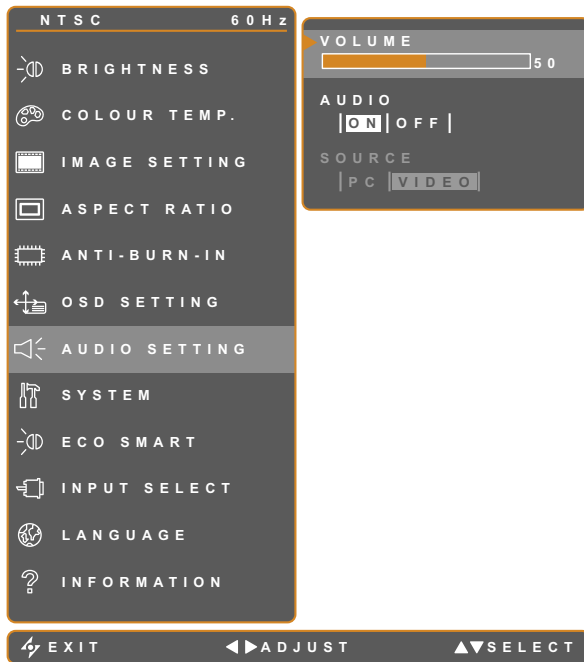 NTSC 60Hz
BRIGHTNESS
COLOUR TEMP.
IMAGE SETTING
ASPECT RATIO
ANTI-BURN-IN
OSD SETTING
AUDIO SETTING
SYSTEM
ECO SMART
INPUT SELECT
LANGUAGE
INFORMATION
VOLUME
50
AUDIO
ON OFF
SOURCE
PC VIDEO
EXIT ADJUST SELECT